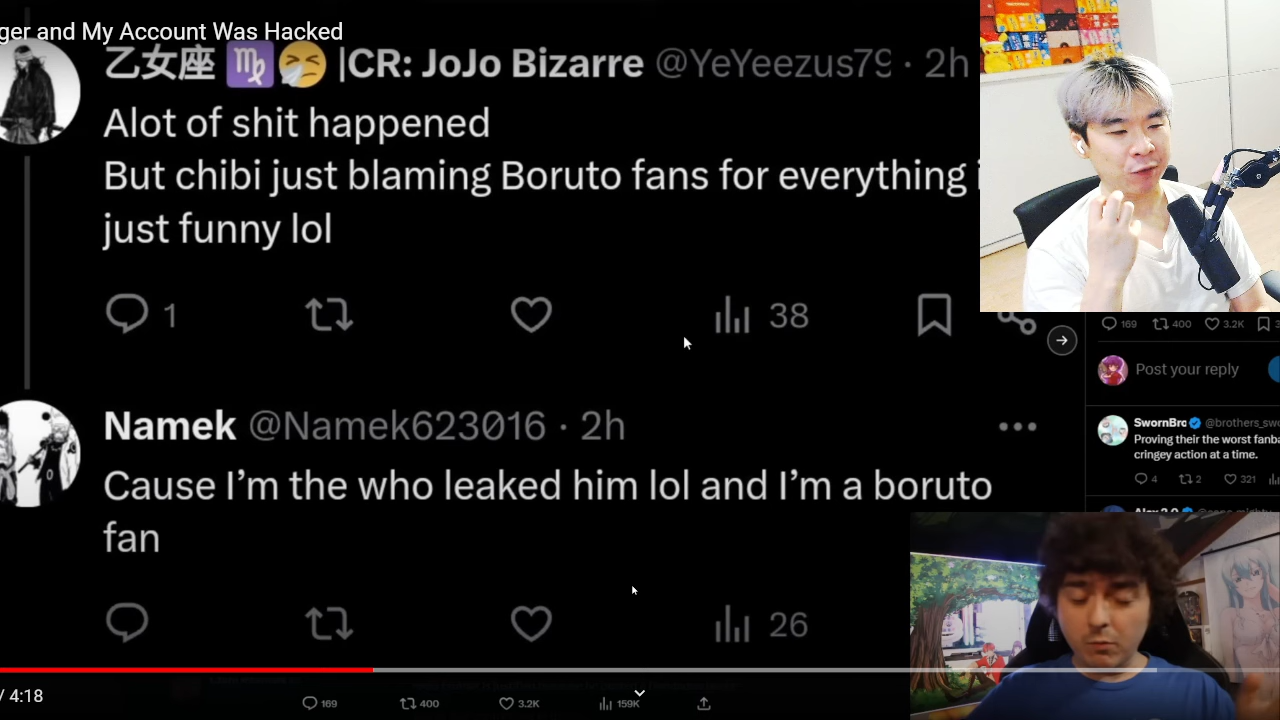 ger and My Account Was Hacked
乙女座 ♍🤧 |CR: JoJo Bizarre @YeYeezus79 · 2h
Alot of shit happened
But chibi just blaming Boruto fans for everything i
just funny lol
1 38
169 400 3.2K
Post your reply
Namek @Namek623016 · 2h
Cause I’m the who leaked him lol and I’m a boruto
fan
26
SwornBro @brothers_swo
Proving their the worst fanba
cringey action at a time.
4 2 321
/ 4:18
169 400 3.2K 159K